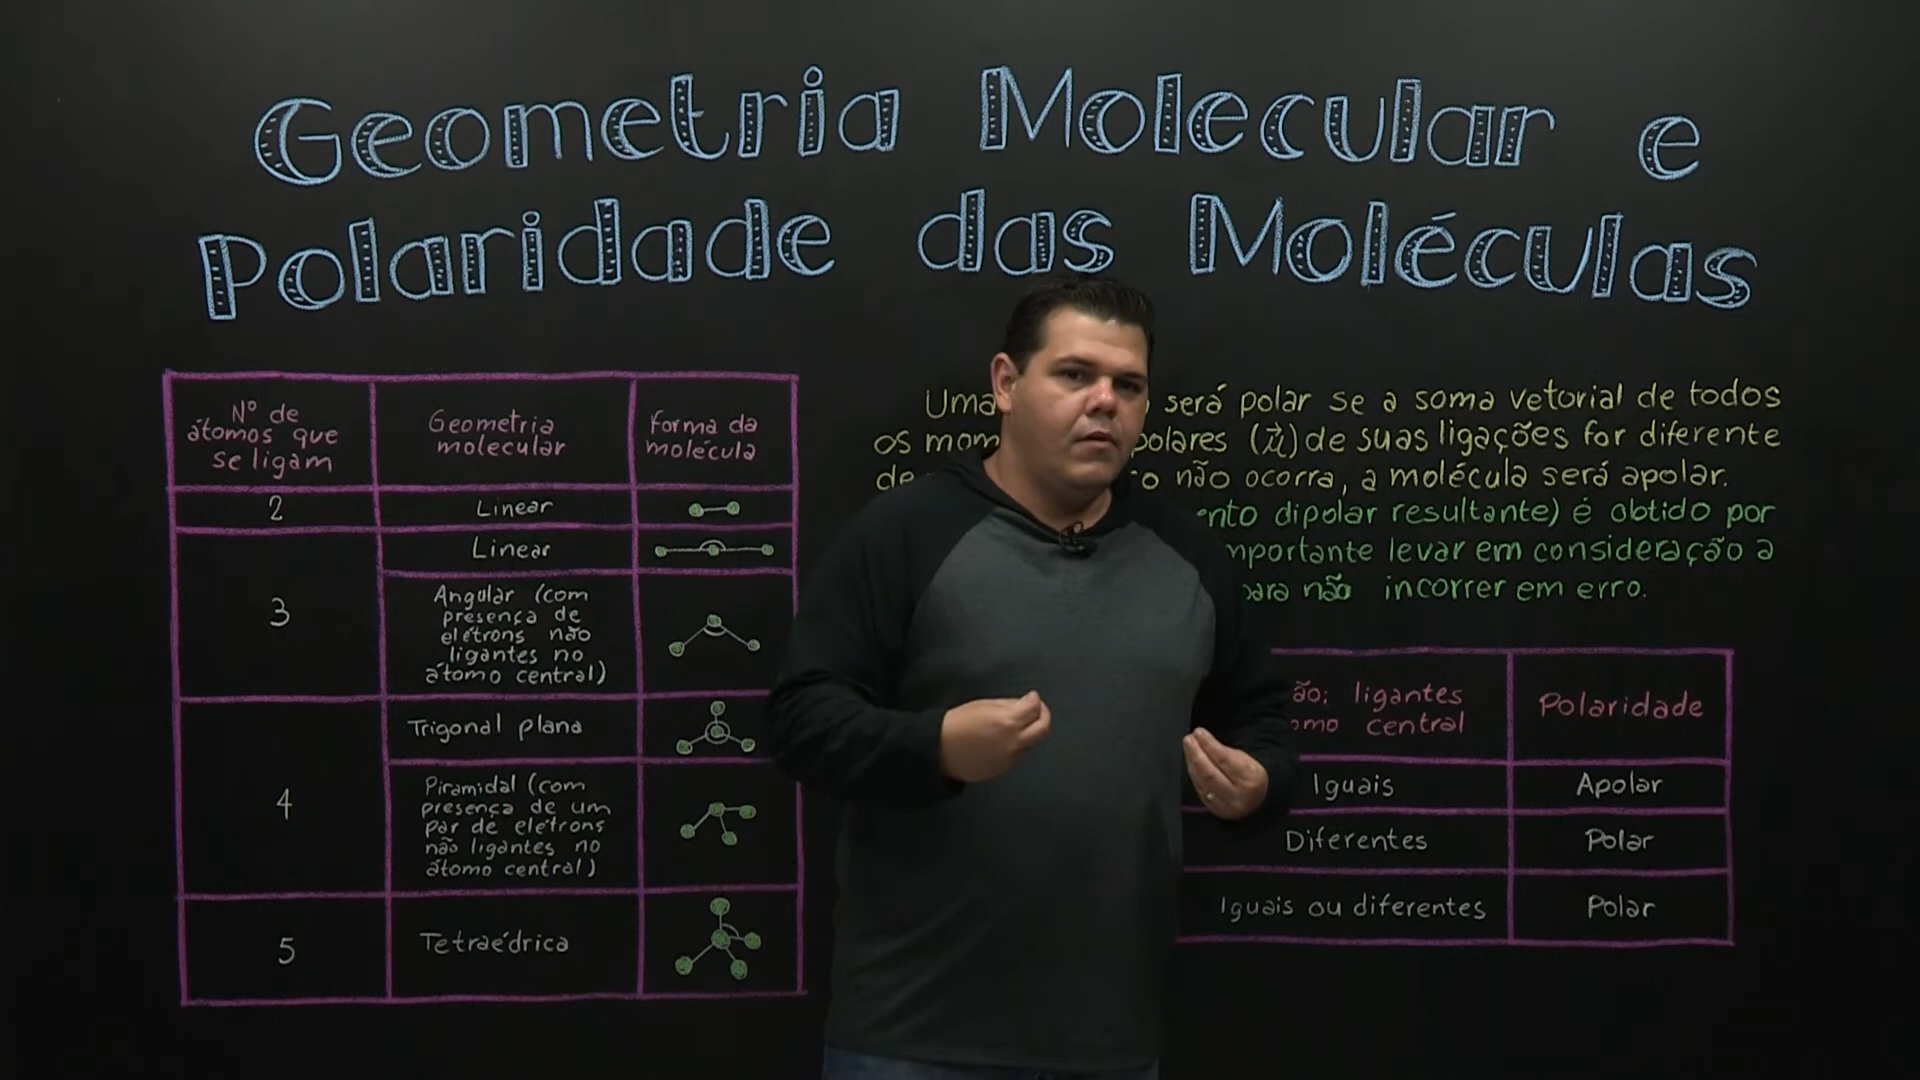 Geometria Molecular e
Polaridade das Moléculas
Nº de
átomos que
se ligam
Geometria
molecular
Forma da
molécula
2
Linear
3
Linear
Angular (com
presença de
elétrons não
ligantes no
átomo central)
4
Trigonal plana
Piramidal (com
presença de um
par de elétrons
não ligantes no
átomo central)
5
Tetraédrica
Uma será polar se a soma vetorial de todos
os (μ) de suas ligações for diferente
de não ocorra, a molécula será apolar.
dipolar resultante) é obtido por
levar em consideração a
para não incorrer em erro.
ligantes
central
Polaridade
Iguais
Apolar
Diferentes
Polar
Iguais ou diferentes
Polar